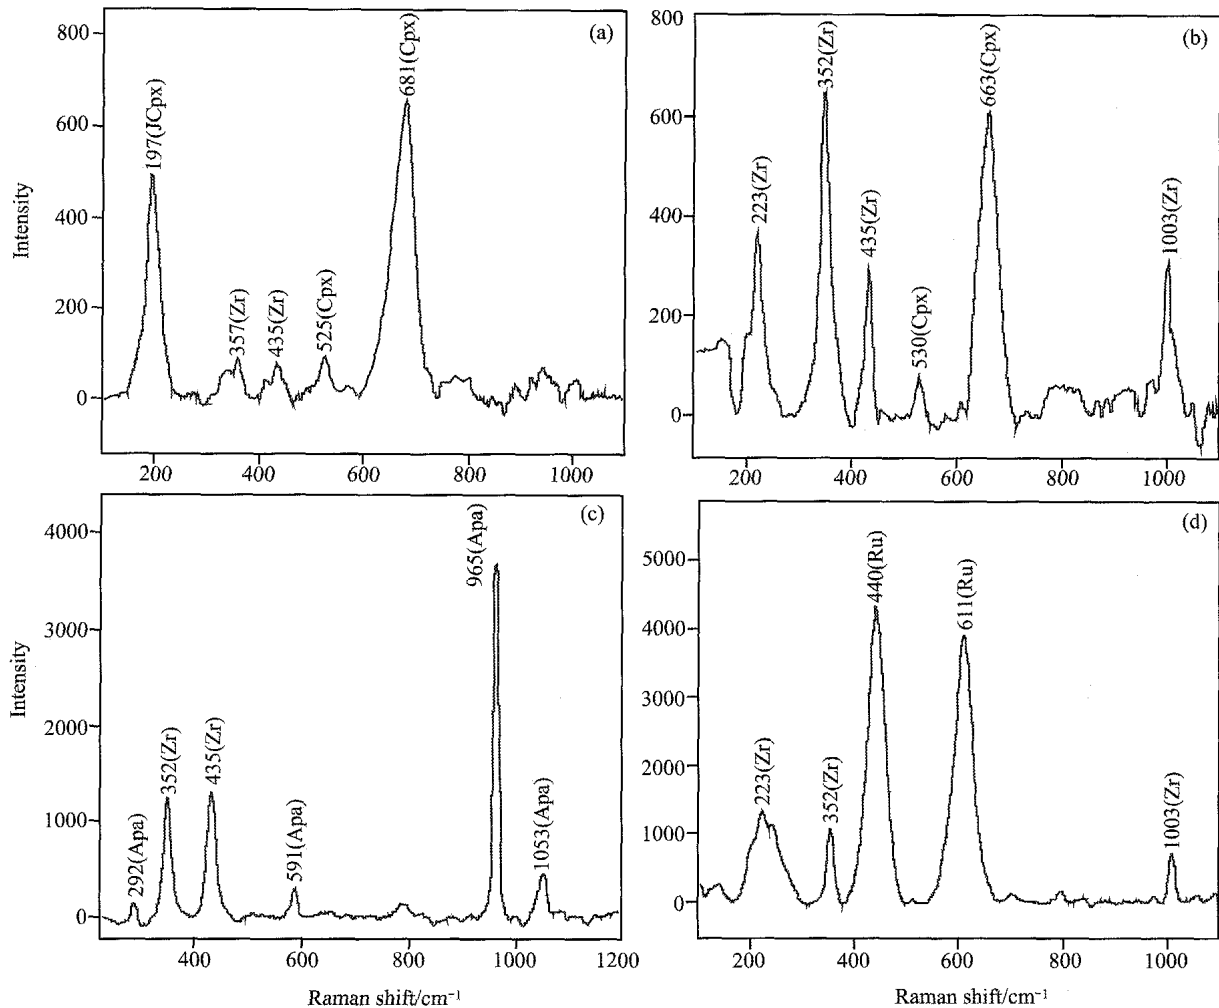 (a)
800
600
400
200
0
Intensity
197(JCpx)
357(Zr)
435(Zr)
525(Cpx)
681(Cpx)
200 400 600 800 1000
(b)
800
600
400
200
0
223(Zr)
352(Zr)
435(Zr)
530(Cpx)
663(Cpx)
1003(Zr)
200 400 600 800 1000
(c)
4000
3000
2000
1000
0
Intensity
292(Apa)
352(Zr)
435(Zr)
591(Apa)
965(Apa)
1053(Apa)
400 600 800 1000 1200
Raman shift/cm⁻¹
(d)
5000
4000
3000
2000
1000
0
223(Zr)
352(Zr)
440(Ru)
611(Ru)
1003(Zr)
200 400 600 800 1000
Raman shift/cm⁻¹